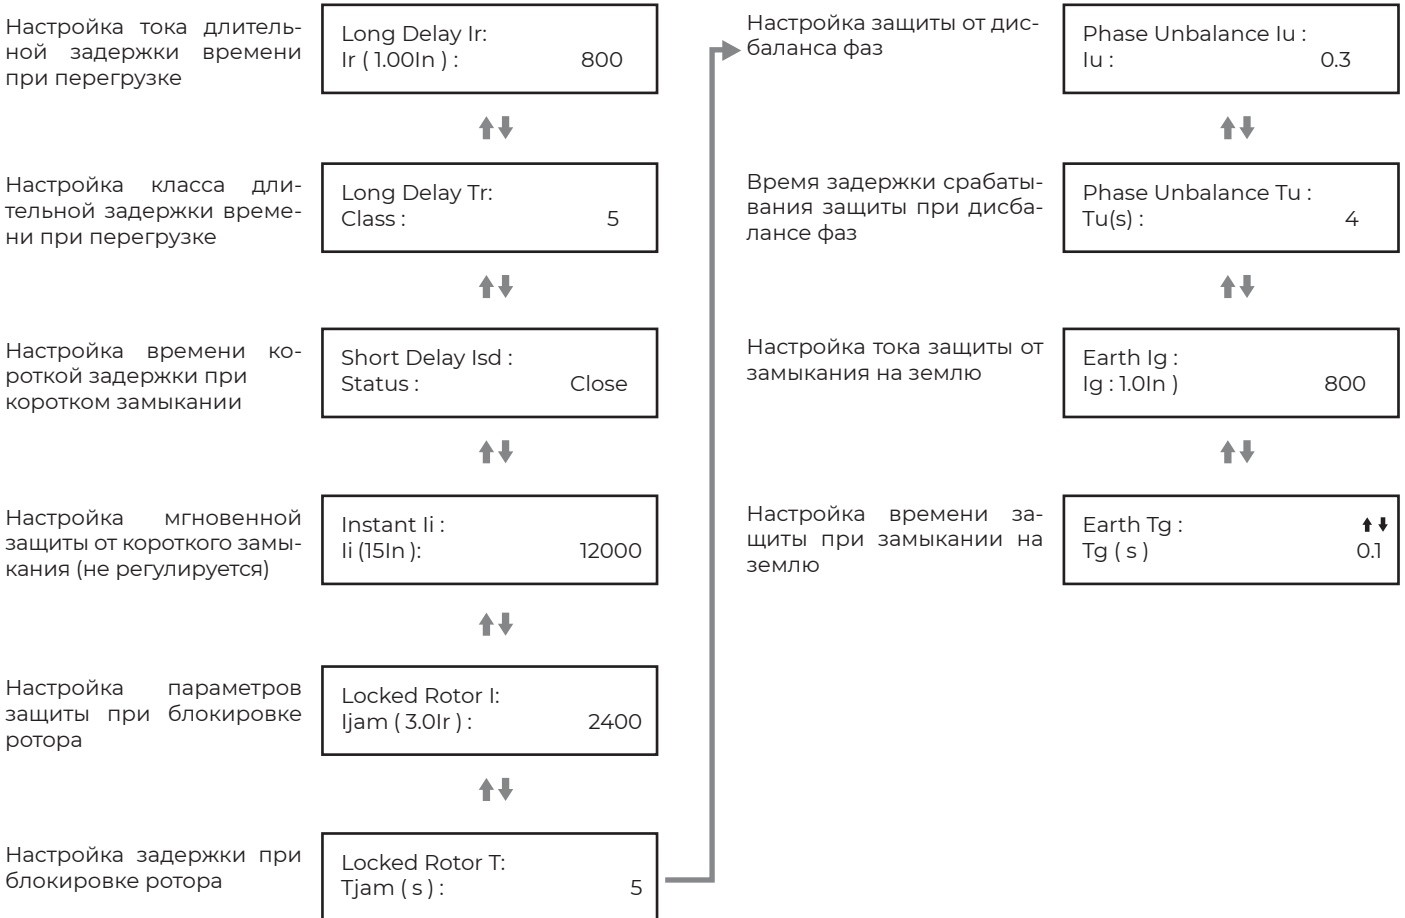 Настройка тока длитель-
ной задержки времени
при перегрузке
Long Delay Ir:
Ir ( 1.00In ) : 800
Настройка класса дли-
тельной задержки време-
ни при перегрузке
Long Delay Tr:
Class : 5
Настройка времени ко-
роткой задержки при
коротком замыкании
Short Delay Isd :
Status : Close
Настройка мгновенной
защиты от короткого замы-
кания (не регулируется)
Instant Ii :
Ii (15In ): 12000
Настройка параметров
защиты при блокировке
ротора
Locked Rotor I:
Ijam ( 3.0Ir ) : 2400
Настройка задержки при
блокировке ротора
Locked Rotor T:
Tjam ( s ) : 5
Настройка защиты от дис-
баланса фаз
Phase Unbalance Iu :
Iu : 0.3
Время задержки срабаты-
вания защиты при дисба-
лансе фаз
Phase Unbalance Tu :
Tu(s) : 4
Настройка тока защиты от
замыкания на землю
Earth Ig :
Ig : 1.0In ) 800
Настройка времени за-
щиты при замыкании на
землю
Earth Tg :
Tg ( s ) 0.1